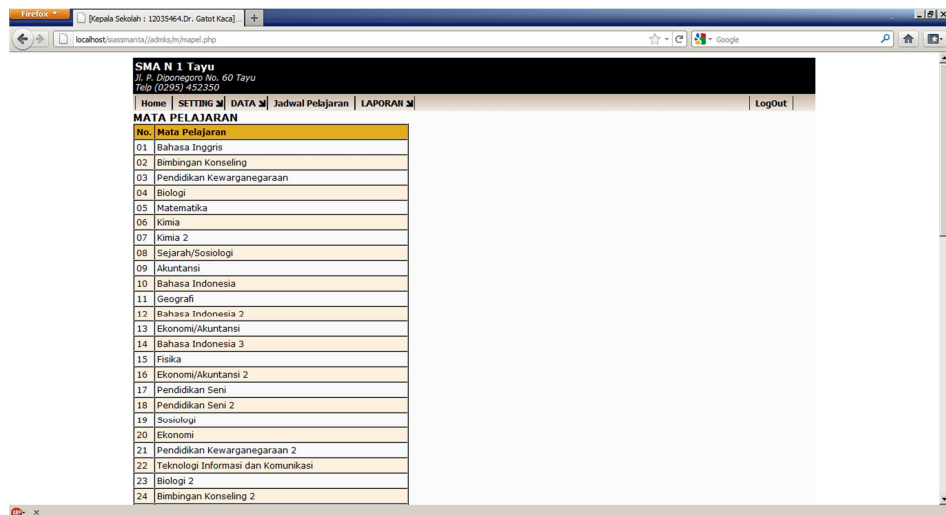 Firefox
[Kepala Sekolah : 12035464.Dr. Gatot Kaca]... +
localhost/siassmanta//admks/m/mapel.php
Google
SMA N 1 Tayu
Jl. P. Diponegoro No. 60 Tayu
Telp (0295) 452350
Home SETTING DATA Jadwal Pelajaran LAPORAN LogOut
MATA PELAJARAN
No. Mata Pelajaran
01 Bahasa Inggris
02 Bimbingan Konseling
03 Pendidikan Kewarganegaraan
04 Biologi
05 Matematika
06 Kimia
07 Kimia 2
08 Sejarah/Sosiologi
09 Akuntansi
10 Bahasa Indonesia
11 Geografi
12 Bahasa Indonesia 2
13 Ekonomi/Akuntansi
14 Bahasa Indonesia 3
15 Fisika
16 Ekonomi/Akuntansi 2
17 Pendidikan Seni
18 Pendidikan Seni 2
19 Sosiologi
20 Ekonomi
21 Pendidikan Kewarganegaraan 2
22 Teknologi Informasi dan Komunikasi
23 Biologi 2
24 Bimbingan Konseling 2